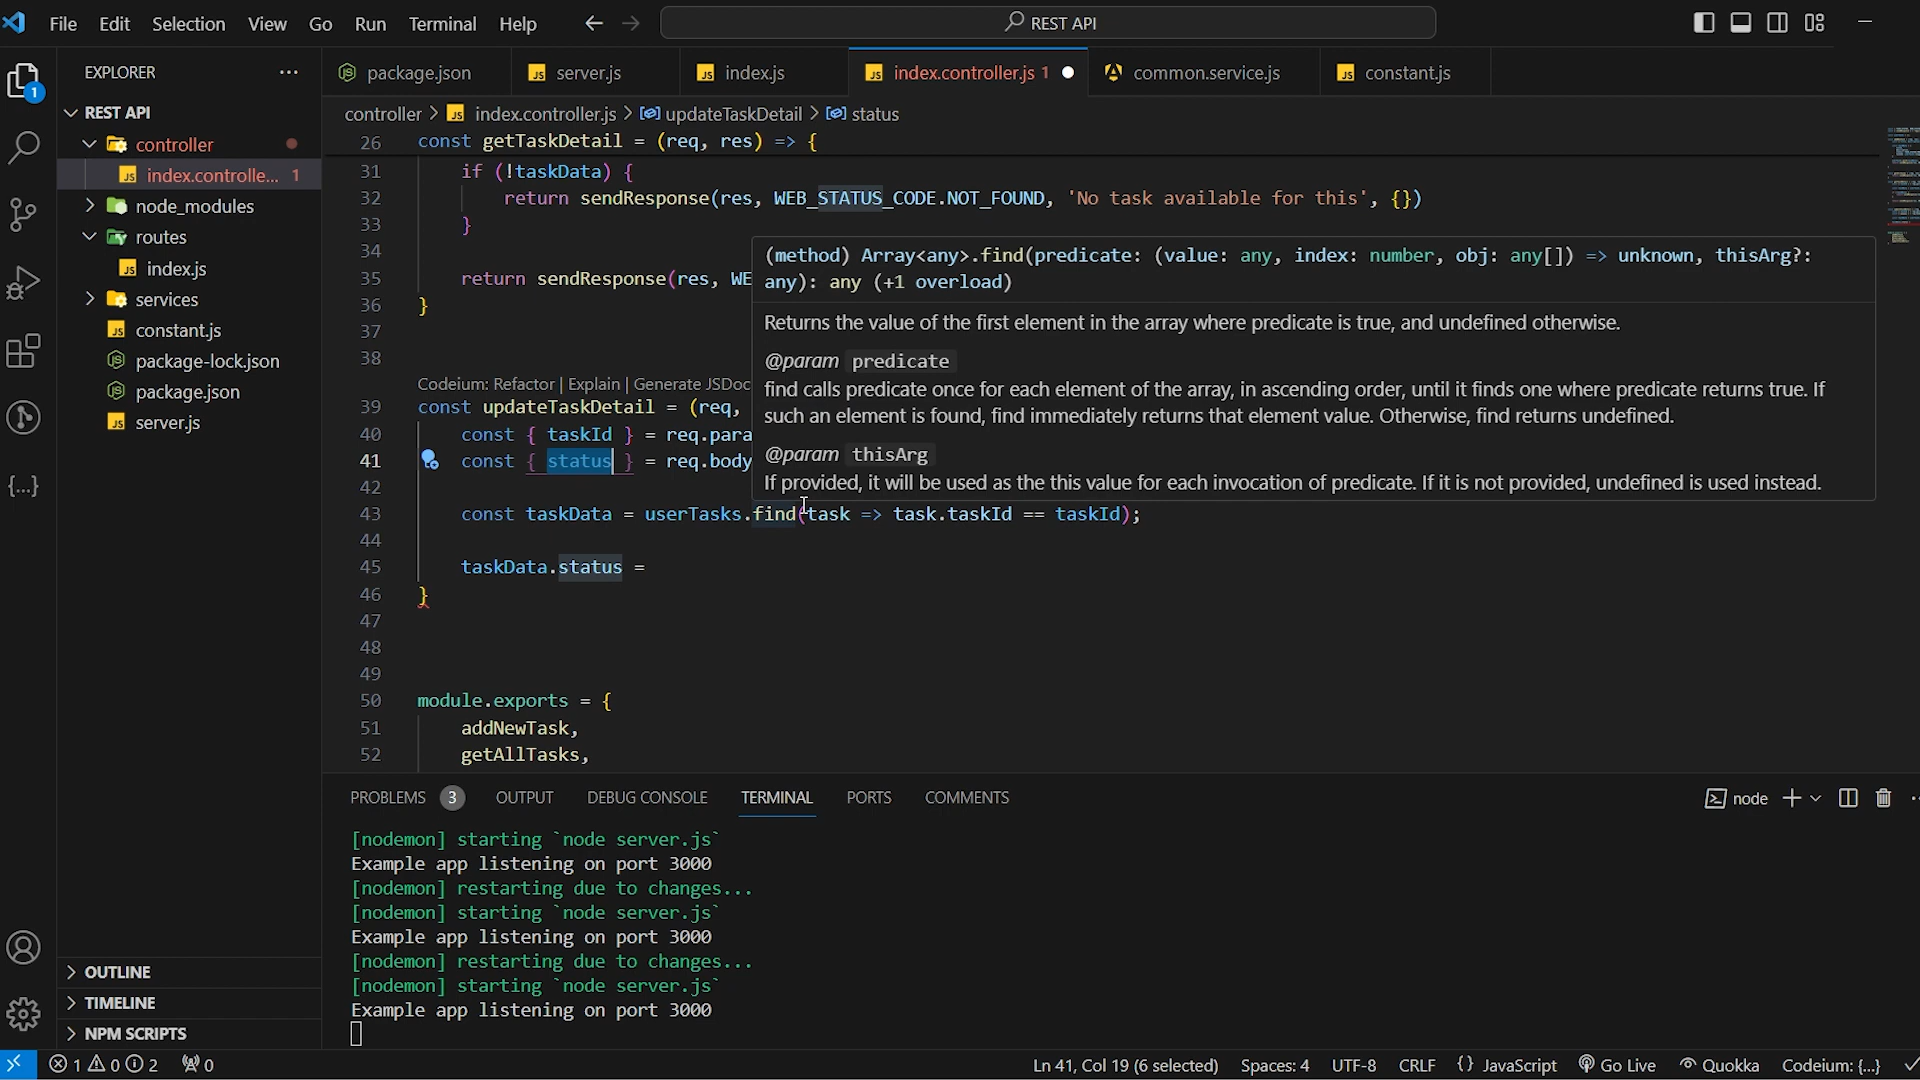 File Edit Selection View Go Run Terminal Help
REST API
EXPLORER
package.json
server.js
index.js
index.controller.js 1
common.service.js
constant.js
REST API
controller
index.controlle... 1
node_modules
routes
index.js
services
constant.js
package-lock.json
package.json
server.js
OUTLINE
TIMELINE
NPM SCRIPTS
1
controller > index.controller.js > updateTaskDetail > status
26 const getTaskDetail = (req, res) => {
31 if (!taskData) {
32 return sendResponse(res, WEB_STATUS_CODE.NOT_FOUND, 'No task available for this', {})
33 }
34
35 return sendResponse(res, WE
36 }
37
38
Codeium: Refactor | Explain | Generate JSDoc
39 const updateTaskDetail = (req,
40 const { taskId } = req.para
41 const { status } = req.body
42
43 const taskData = userTasks.find(task => task.taskId == taskId);
44
45 taskData.status =
46 }
47
48
49
50 module.exports = {
51 addNewTask,
52 getAllTasks,
(method) Array<any>.find(predicate: (value: any, index: number, obj: any[]) => unknown, thisArg?:
any): any (+1 overload)
Returns the value of the first element in the array where predicate is true, and undefined otherwise.
@param predicate
find calls predicate once for each element of the array, in ascending order, until it finds one where predicate returns true. If
such an element is found, find immediately returns that element value. Otherwise, find returns undefined.
@param thisArg
If provided, it will be used as the this value for each invocation of predicate. If it is not provided, undefined is used instead.
PROBLEMS 3 OUTPUT DEBUG CONSOLE TERMINAL PORTS COMMENTS
node
[nodemon] starting `node server.js`
Example app listening on port 3000
[nodemon] restarting due to changes...
[nodemon] starting `node server.js`
Example app listening on port 3000
[nodemon] restarting due to changes...
[nodemon] starting `node server.js`
Example app listening on port 3000
1 0 2 0 Ln 41, Col 19 (6 selected) Spaces: 4 UTF-8 CRLF {} JavaScript Go Live Quokka Codeium: {...}